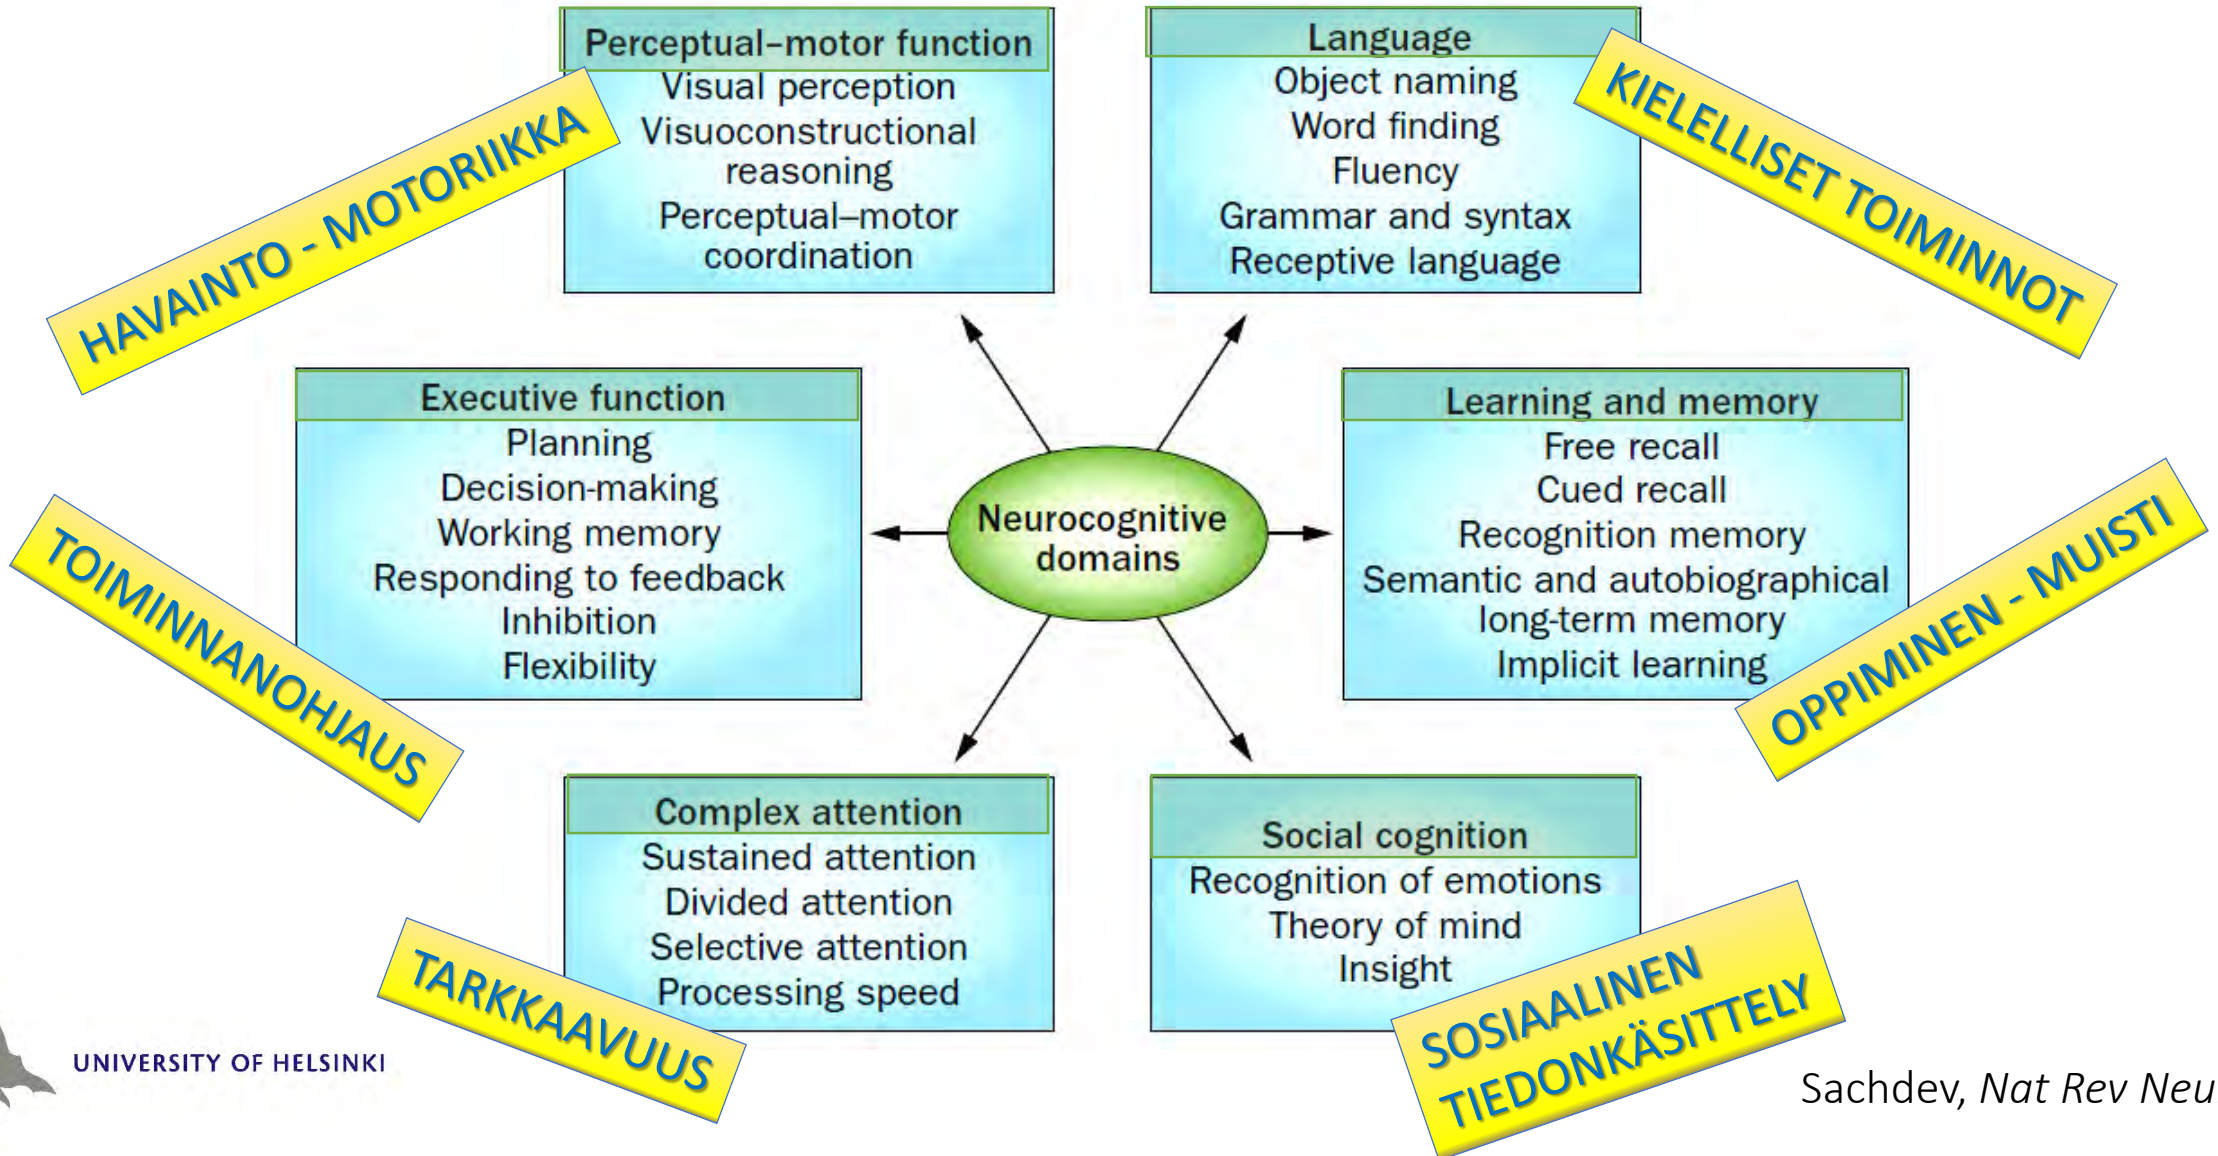 Perceptual–motor function
Visual perception
Visuoconstructional
reasoning
Perceptual–motor
coordination
HAVAINTO - MOTORIIKKA
Language
Object naming
Word finding
Fluency
Grammar and syntax
Receptive language
KIELELLISET TOIMINNOT
Executive function
Planning
Decision-making
Working memory
Responding to feedback
Inhibition
Flexibility
TOIMINNANOHJAUS
Neurocognitive
domains
Learning and memory
Free recall
Cued recall
Recognition memory
Semantic and autobiographical
long-term memory
Implicit learning
OPPIMINEN - MUISTI
Complex attention
Sustained attention
Divided attention
Selective attention
Processing speed
TARKKAAVUUS
Social cognition
Recognition of emotions
Theory of mind
Insight
SOSIAALINEN
TIEDONKÄSITTELY
UNIVERSITY OF HELSINKI
Sachdev, Nat Rev Neu